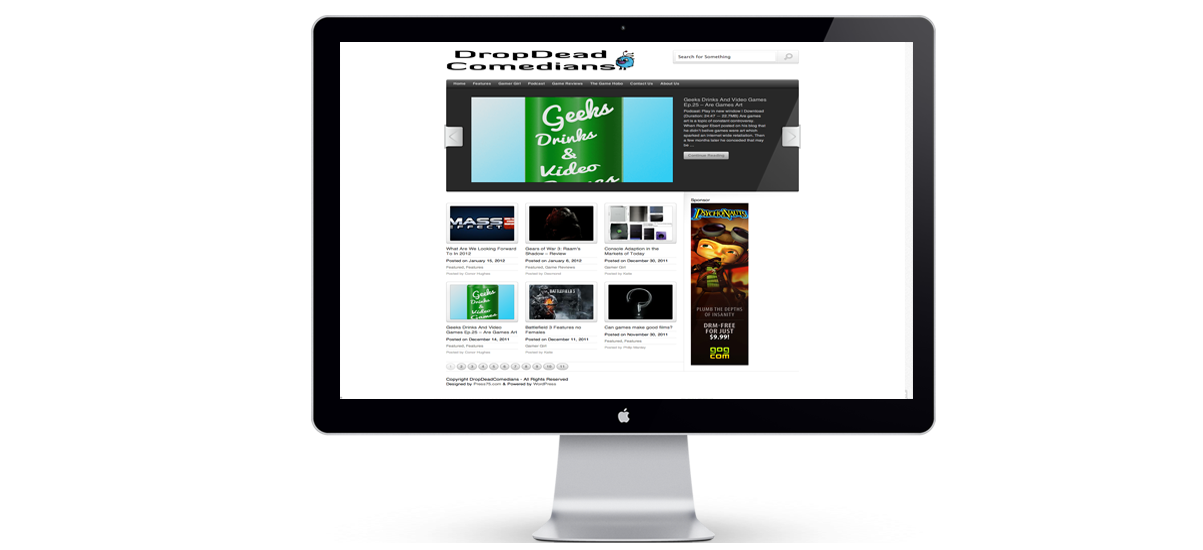 DropDead
Comedians
Search for Something
Home Features Gamer Girl Podcast Game Reviews The Game Hobo Contact Us About Us
Geeks
Drinks
&
Video
Games
Geeks Drinks And Video Games
Ep.25 – Are Games Art
Podcast: Play in new window | Download
(Duration: 24:47 — 22.7MB) Are games
art is a topic of constant controversy.
When Roger Ebert posted on his blog that
he didn't believe games were art which
sparked an internet wide retaliation. Then
a few months later he conceded that may
be ...
Continue Reading
Sponsor
MASS
EFFECT 3
What Are We Looking Forward
To In 2012
Posted on January 10, 2012
Featured, Features
Posted by Conor Hughes
Gears of War 3: Raam's
Shadow – Review
Posted on January 6, 2012
Featured, Game Reviews
Posted by
Console Adaption in the
Markets of Today
Posted on December 30, 2011
Gamer Girl
Posted by
Geeks
Drinks
&
Video
Games
Geeks Drinks And Video
Games Ep.25 – Are Games Art
Posted on December 14, 2011
Featured, Features
Posted by Conor Hughes
BATTLEFIELD 3
Battlefield 3 Features no
Females
Posted on December 11, 2011
Gamer Girl
Posted by
?
Can games make good films?
Posted on November 30, 2011
Featured, Features
Posted by
PSYCHONAUTS
PLUMB THE DEPTHS
OF INSANITY
DRM-FREE
FOR JUST
$9.99!
gog
com
1 2 3 4 5 6 7 8 9 10 11
Copyright DropDeadComedians - All Rights Reserved
Designed by Press75.com & Powered by WordPress